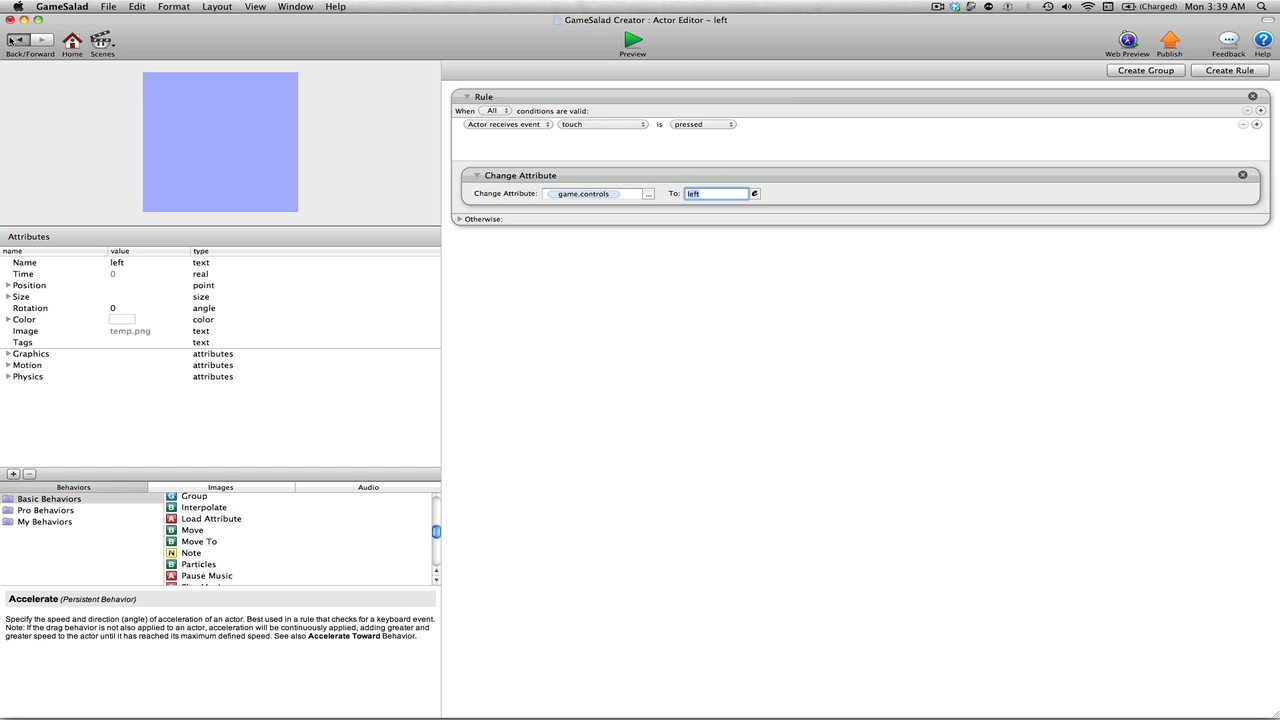 GameSalad File Edit Format Layout View Window Help (Charged) Mon 3:39 AM
GameSalad Creator : Actor Editor - left
Back/Forward Home Scenes Preview Web Preview Publish Feedback Help
Create Group Create Rule
Rule
When All conditions are valid:
Actor receives event touch is pressed
Change Attribute
Change Attribute: game.controls ... To: left e
Otherwise:
Attributes
name value type
Name left text
Time 0 real
Position point
Size size
Rotation 0 angle
Color color
Image temp.png text
Tags text
Graphics attributes
Motion attributes
Physics attributes
Behaviors Images Audio
Basic Behaviors
Pro Behaviors
My Behaviors
G Group
B Interpolate
A Load Attribute
B Move
B Move To
N Note
B Particles
A Pause Music
Accelerate (Persistent Behavior)
Specify the speed and direction (angle) of acceleration of an actor. Best used in a rule that checks for a keyboard event.
Note: If the drag behavior is not also applied to an actor, acceleration will be continuously applied, adding greater and
greater speed to the actor until it has reached its maximum defined speed. See also Accelerate Toward Behavior.